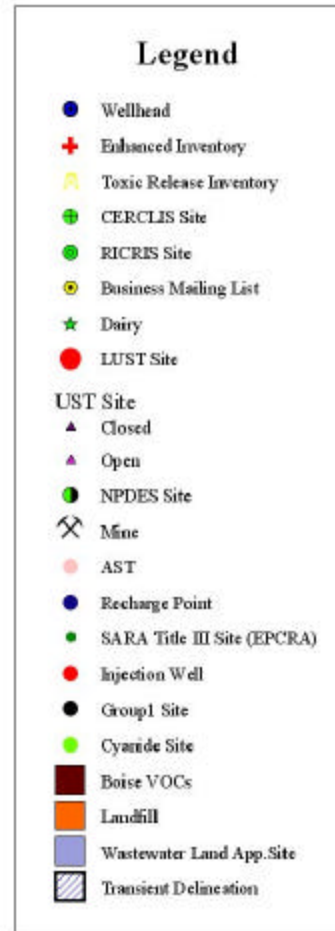 Legend
Wellhead
Enhanced Inventory
Toxic Release Inventory
CERCLIS Site
RICRIS Site
Business Mailing List
Dairy
LUST Site
UST Site
Closed
Open
NPDES Site
Mine
AST
Recharge Point
SARA Title III Site (EPCRA)
Injection Well
Group1 Site
Cyanide Site
Boise VOCs
Landfill
Wastewater Land App.Site
Transient Delineation